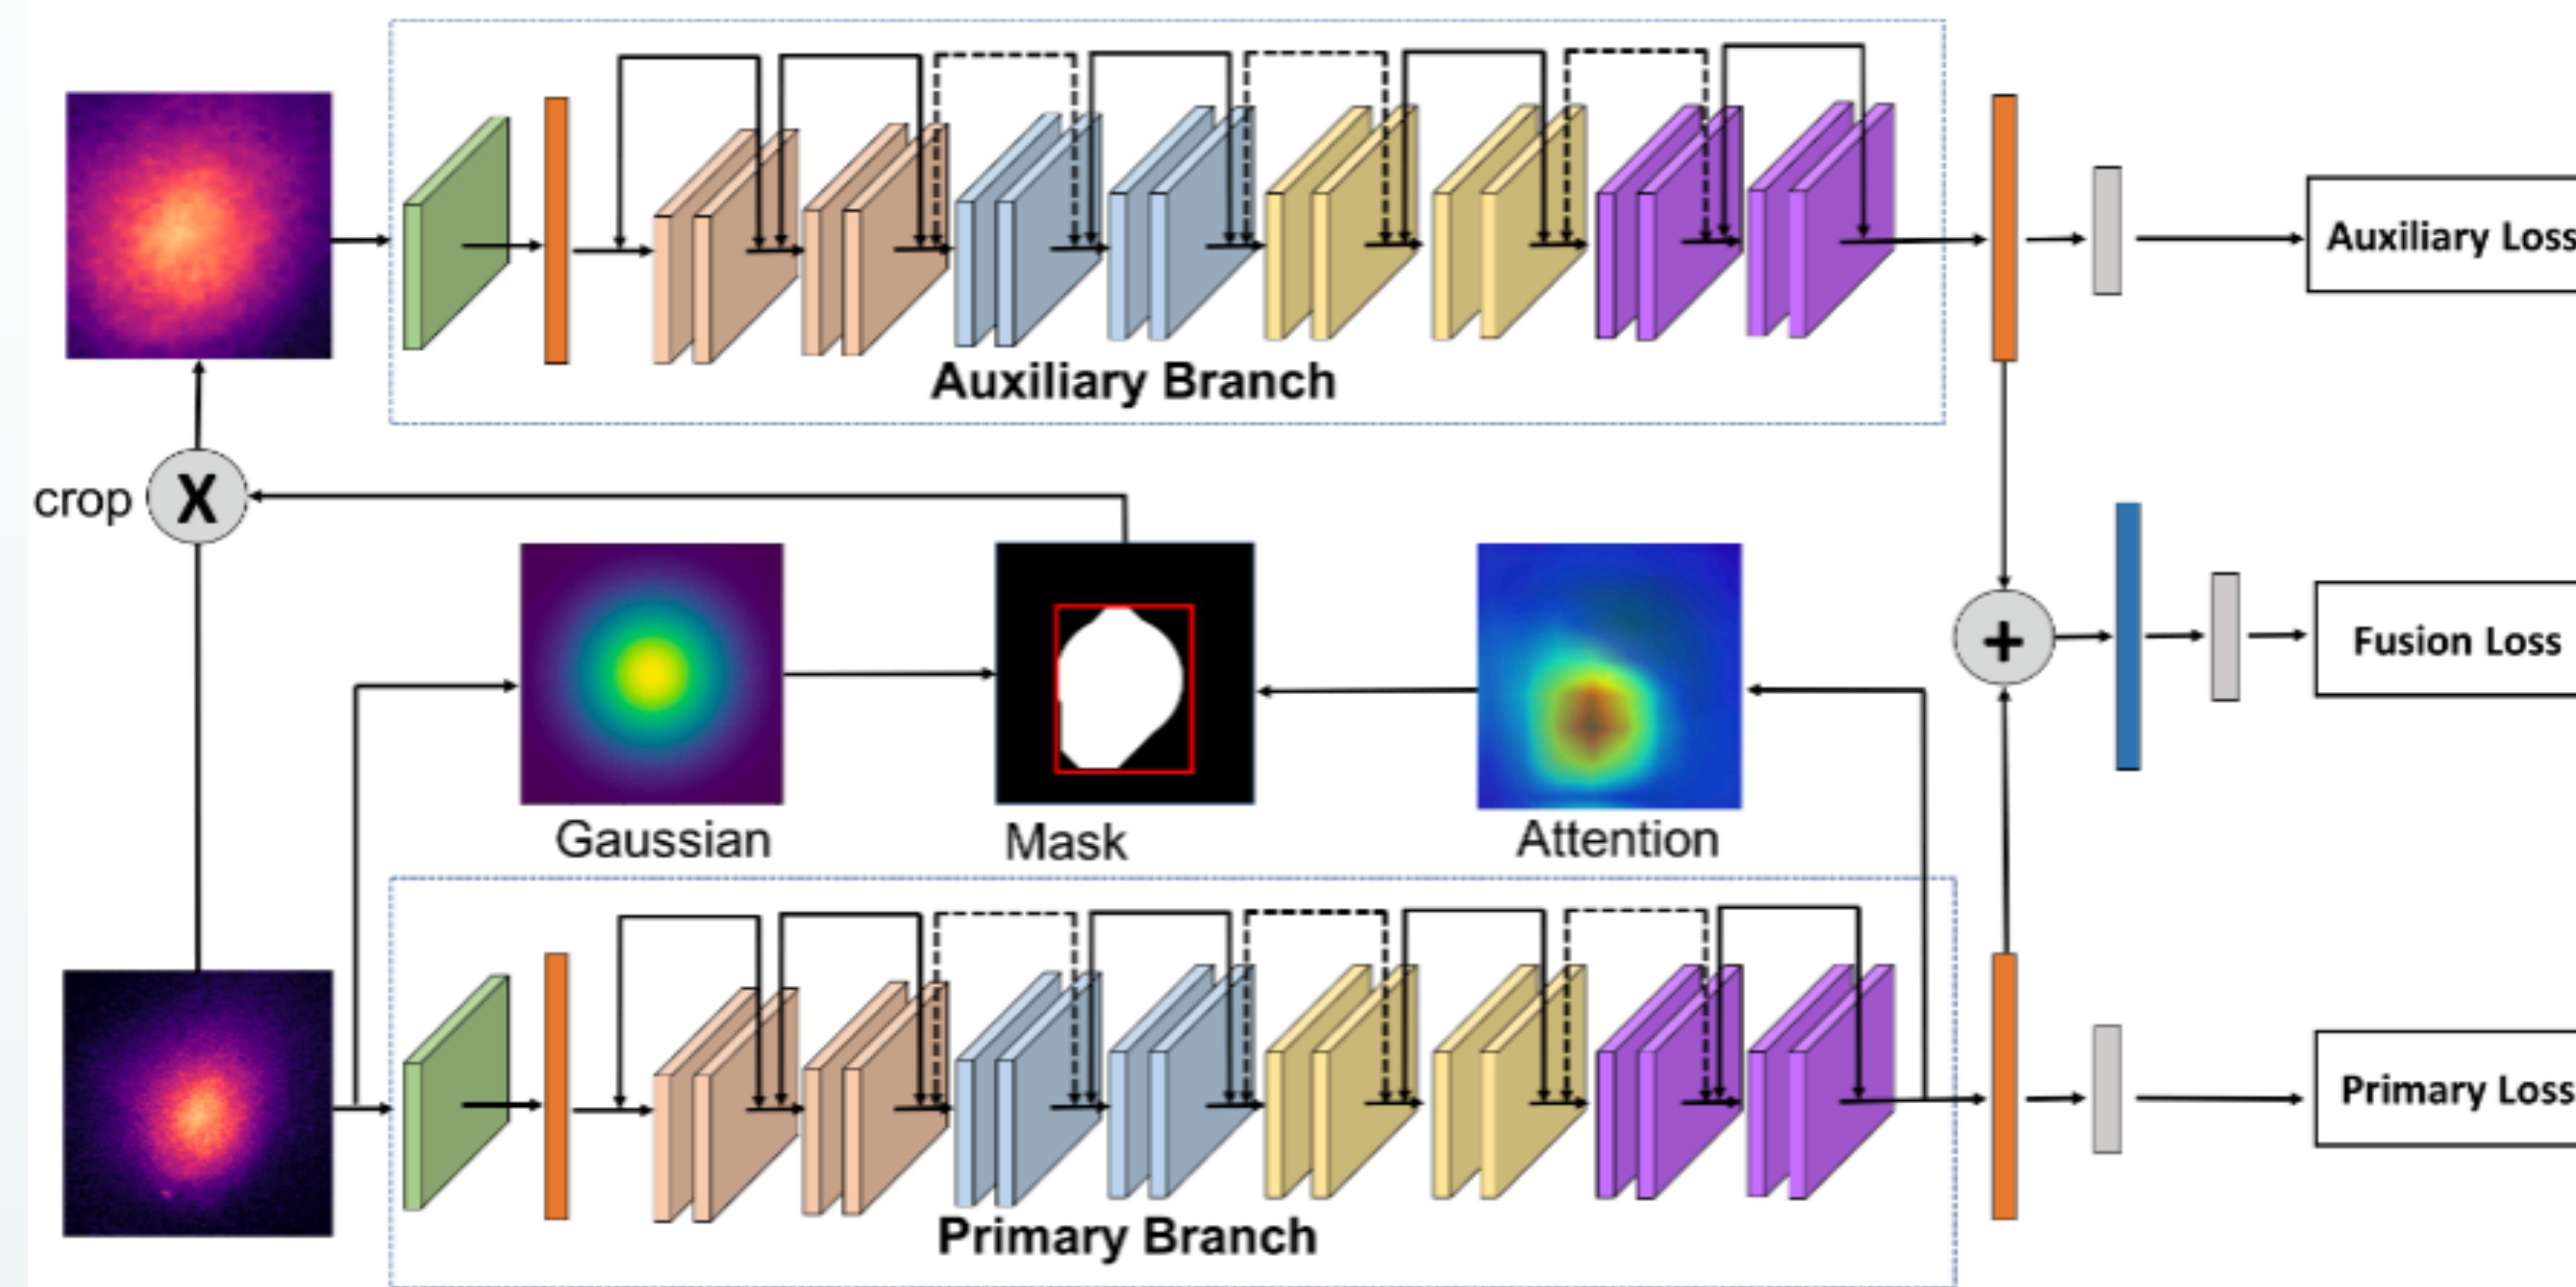 Auxiliary Loss
Auxiliary Branch
crop
X
+
Fusion Loss
Gaussian
Mask
Attention
Primary Loss
Primary Branch